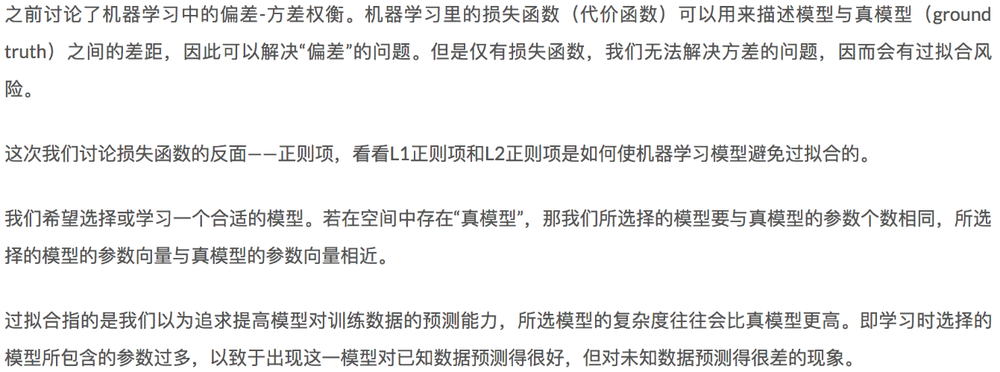 之前讨论了机器学习中的偏差-方差权衡。机器学习里的损失函数（代价函数）可以用来描述模型与真模型（ground
truth）之间的差距，因此可以解决“偏差”的问题。但是仅有损失函数，我们无法解决方差的问题，因而会有过拟合风
险。
这次我们讨论损失函数的反面——正则项，看看L1正则项和L2正则项是如何使机器学习模型避免过拟合的。
我们希望选择或学习一个合适的模型。若在空间中存在“真模型”，那我们所选择的模型要与真模型的参数个数相同，所选
择的模型的参数向量与真模型的参数向量相近。
过拟合指的是我们以为追求提高模型对训练数据的预测能力，所选模型的复杂度往往会比真模型更高。即学习时选择的
模型所包含的参数过多，以致于出现这一模型对已知数据预测得很好，但对未知数据预测得很差的现象。